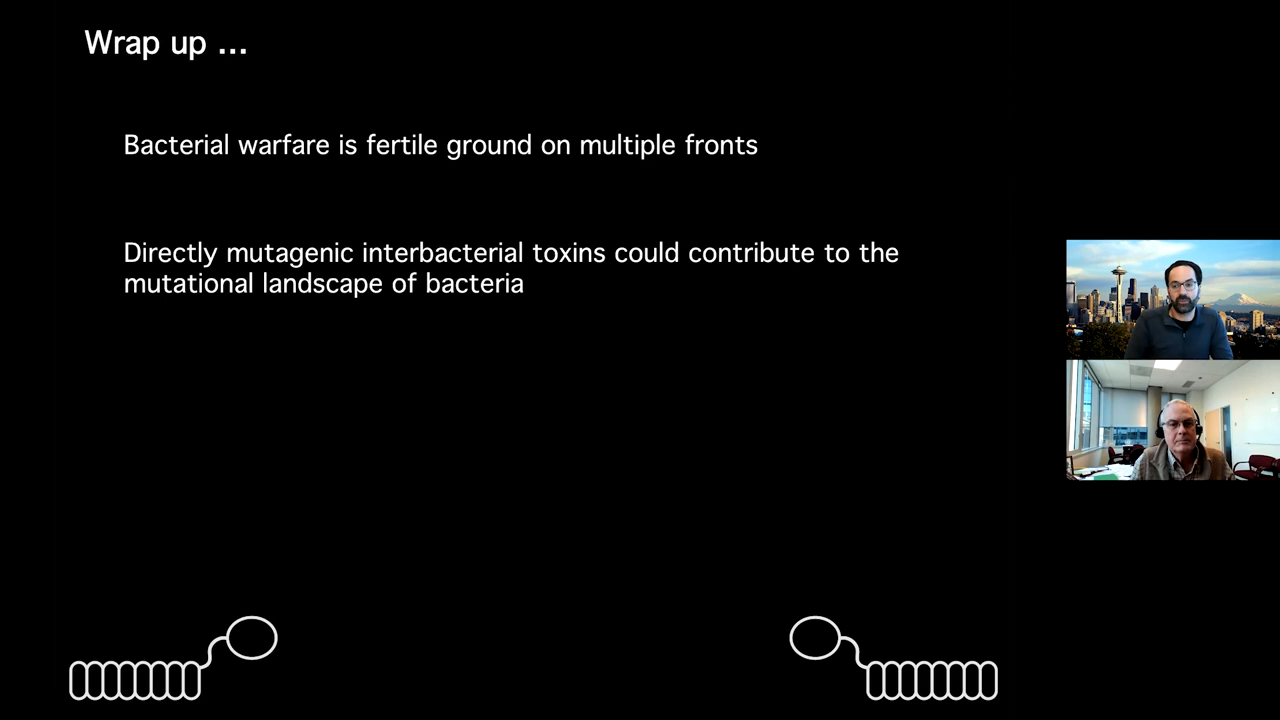 Wrap up ...
Bacterial warfare is fertile ground on multiple fronts
Directly mutagenic interbacterial toxins could contribute to the
mutational landscape of bacteria